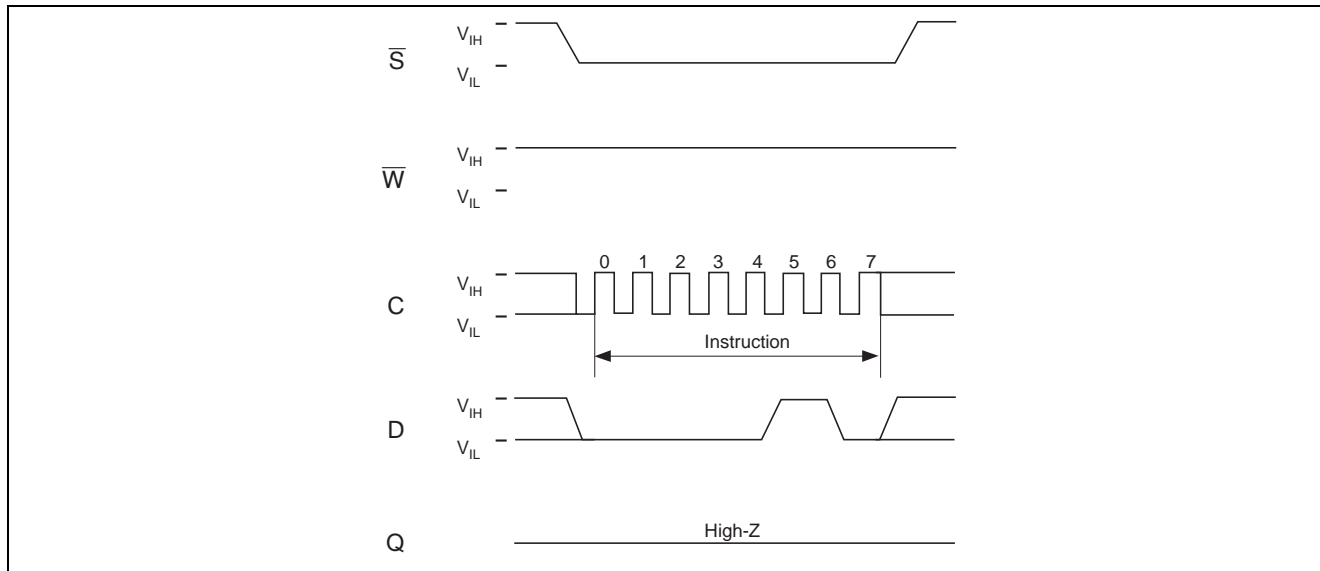 V_IH
S̅
V_IL
V_IH
W̅
V_IL
0 1 2 3 4 5 6 7
V_IH
C
V_IL
Instruction
V_IH
D
V_IL
High-Z
Q